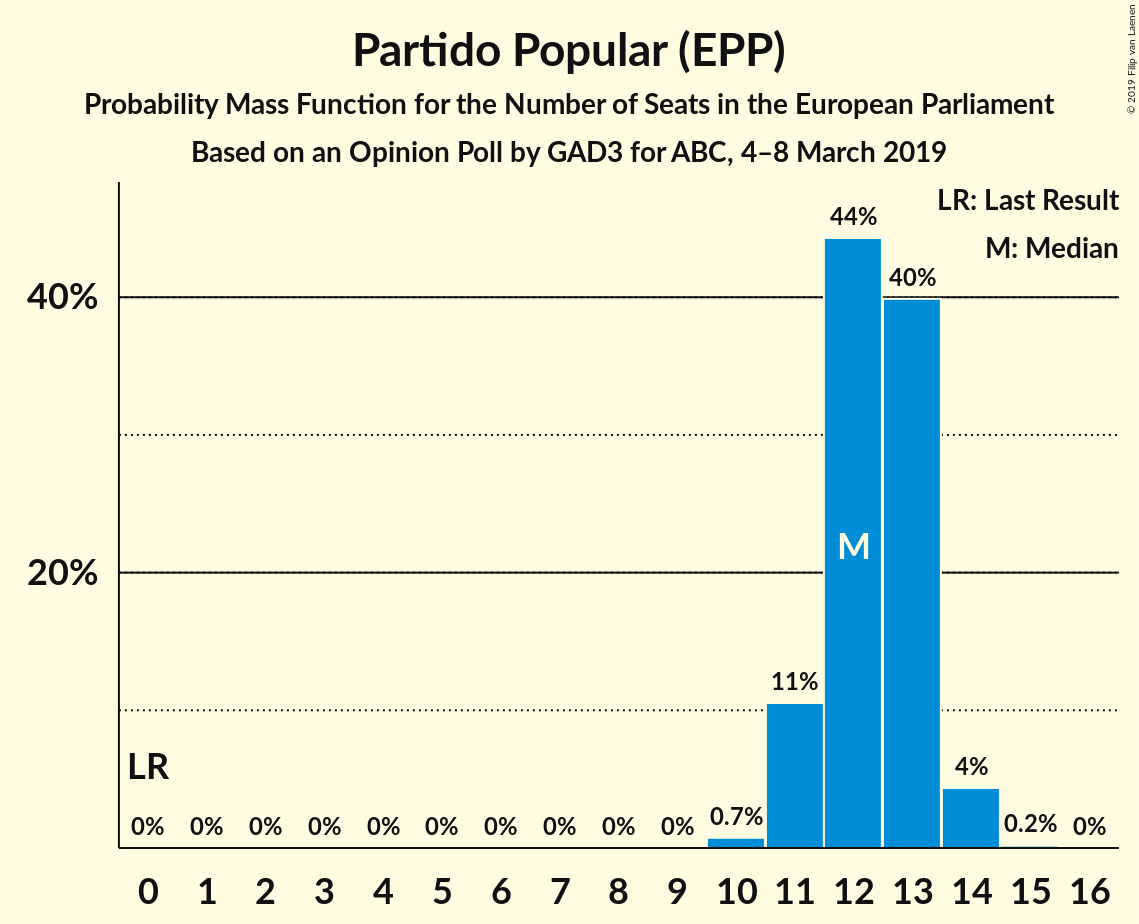 Partido Popular (EPP)
Probability Mass Function for the Number of Seats in the European Parliament
Based on an Opinion Poll by GAD3 for ABC, 4–8 March 2019
© 2019 Filip van Laenen
LR: Last Result
M: Median
44%
40%
40%
20%
M
11%
LR
4%
0% 0% 0% 0% 0% 0% 0% 0% 0% 0% 0.7% 0.2% 0%
0 1 2 3 4 5 6 7 8 9 10 11 12 13 14 15 16